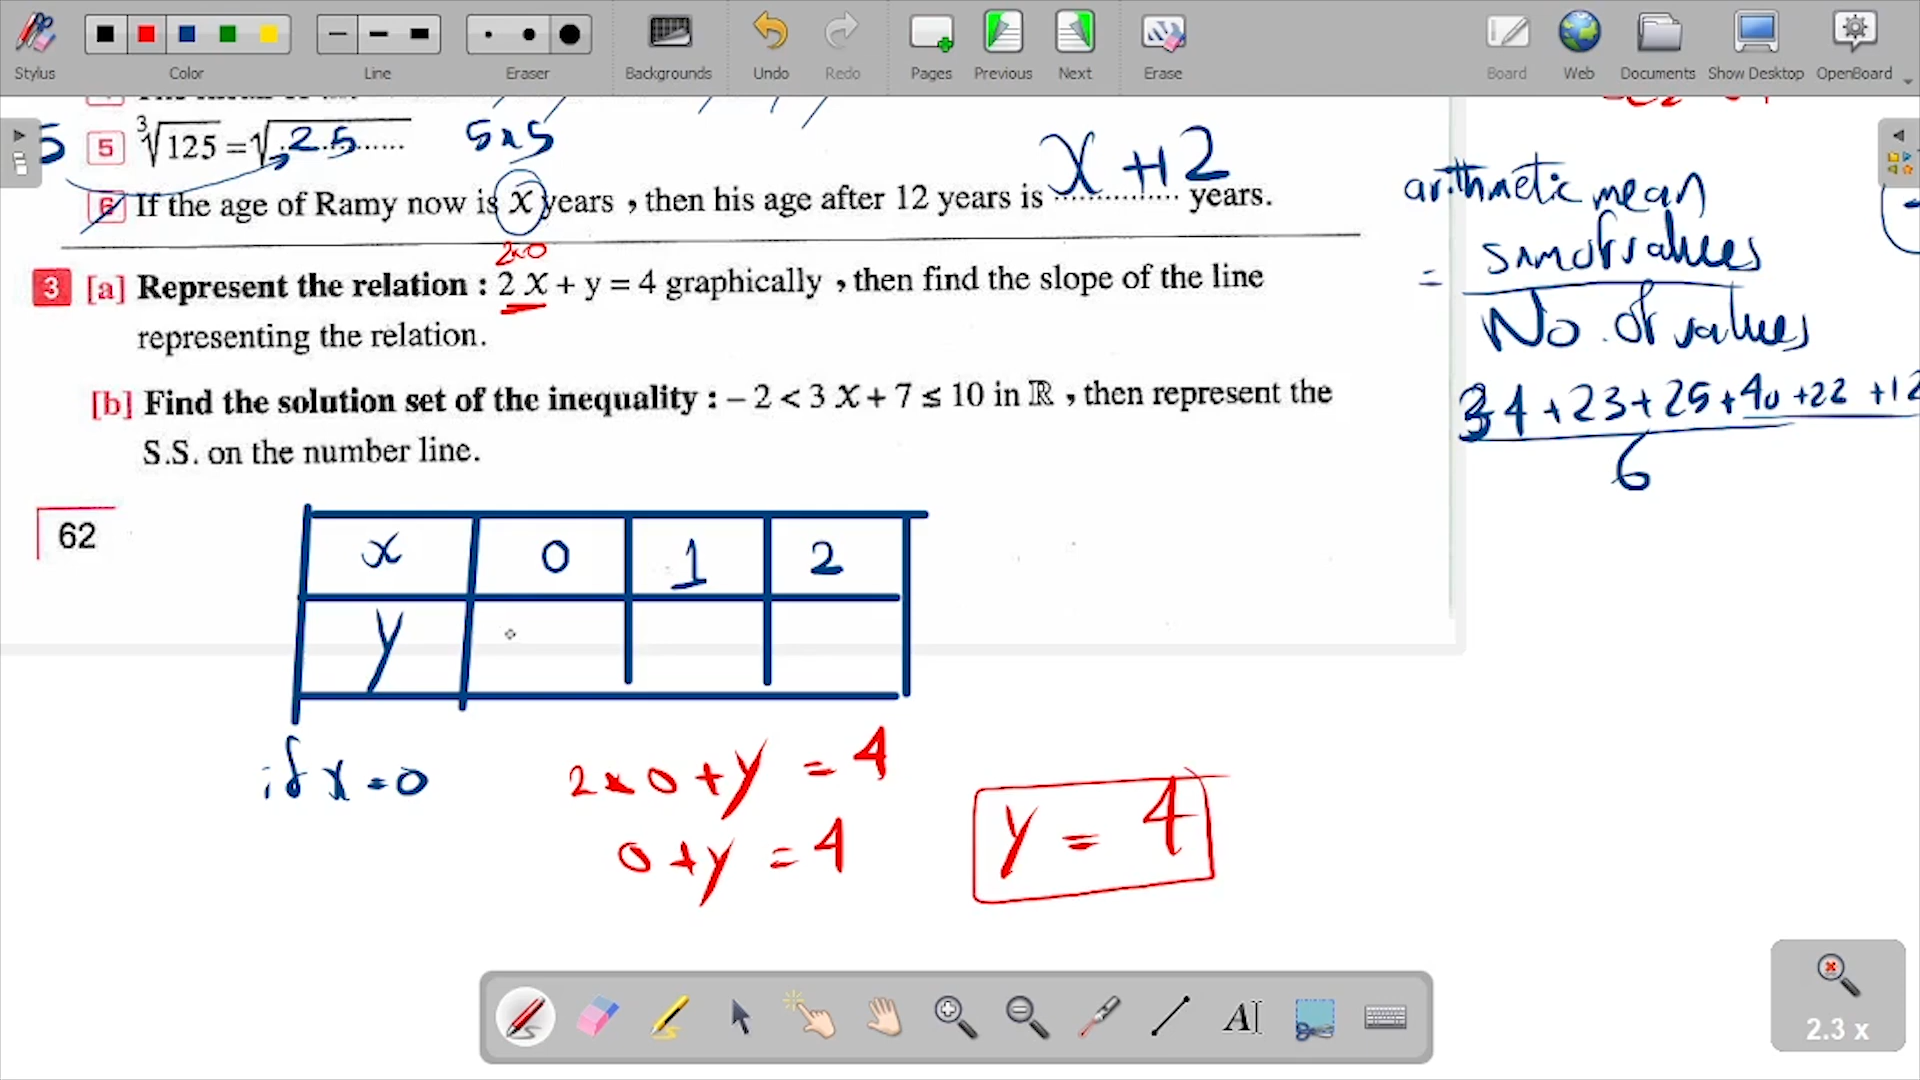 Stylus Color Line Eraser Backgrounds Undo Redo Pages Previous Next Erase Board Web Documents Show Desktop OpenBoard
5 5 ∛125 = √25 5x5
6 If the age of Ramy now is x years , then his age after 12 years is x + 12 years.
2x0
3 [a] Represent the relation : 2 x + y = 4 graphically , then find the slope of the line
representing the relation.
[b] Find the solution set of the inequality : – 2 < 3 x + 7 ≤ 10 in ℝ , then represent the
S.S. on the number line.
62
x 0 1 2
y
if x = 0
2x0 + y = 4
0 + y = 4
y = 4
arithmetic mean
= sum of values
No. of values
34 + 23 + 25 + 40 + 22 + 12
6
2.3 x